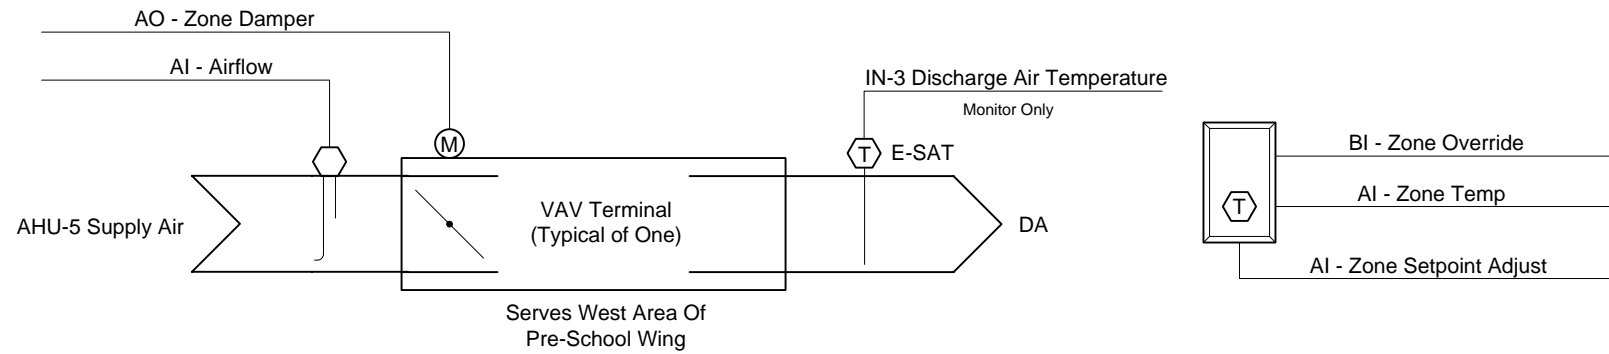 AO - Zone Damper
AI - Airflow
IN-3 Discharge Air Temperature
Monitor Only
M
T
E-SAT
BI - Zone Override
AI - Zone Temp
T
AI - Zone Setpoint Adjust
AHU-5 Supply Air
VAV Terminal
(Typical of One)
DA
Serves West Area Of
Pre-School Wing